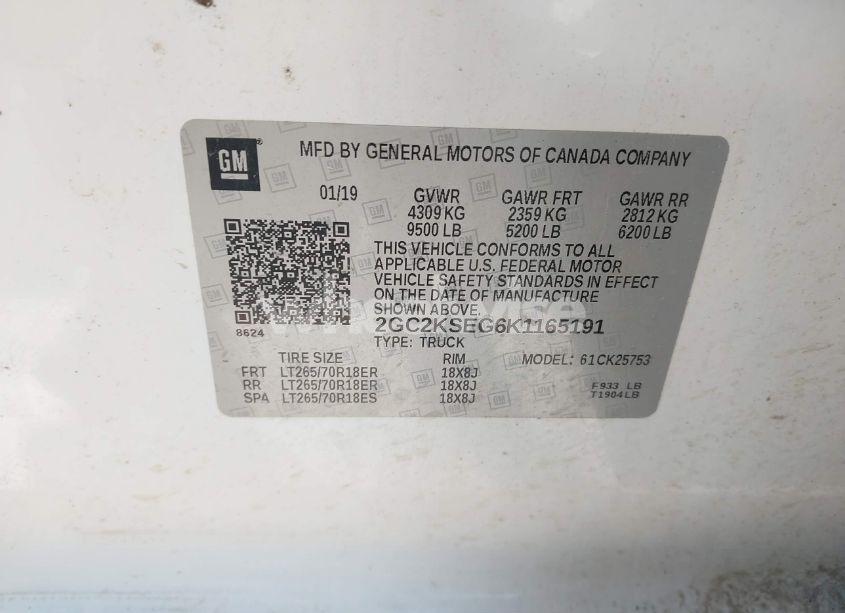 GM
MFD BY GENERAL MOTORS OF CANADA COMPANY
01/19 GVWR GAWR FRT GAWR RR
4309 KG 2359 KG 2812 KG
9500 LB 5200 LB 6200 LB
THIS VEHICLE CONFORMS TO ALL
APPLICABLE U.S. FEDERAL MOTOR
VEHICLE SAFETY STANDARDS IN EFFECT
ON THE DATE OF MANUFACTURE
SHOWN ABOVE.
2GC2KSEG6K1165191
8624
TYPE: TRUCK
TIRE SIZE RIM MODEL: 61CK25753
FRT LT265/70R18ER 18X8J
RR LT265/70R18ER 18X8J F933 LB
SPA LT265/70R18ES 18X8J T1904LB